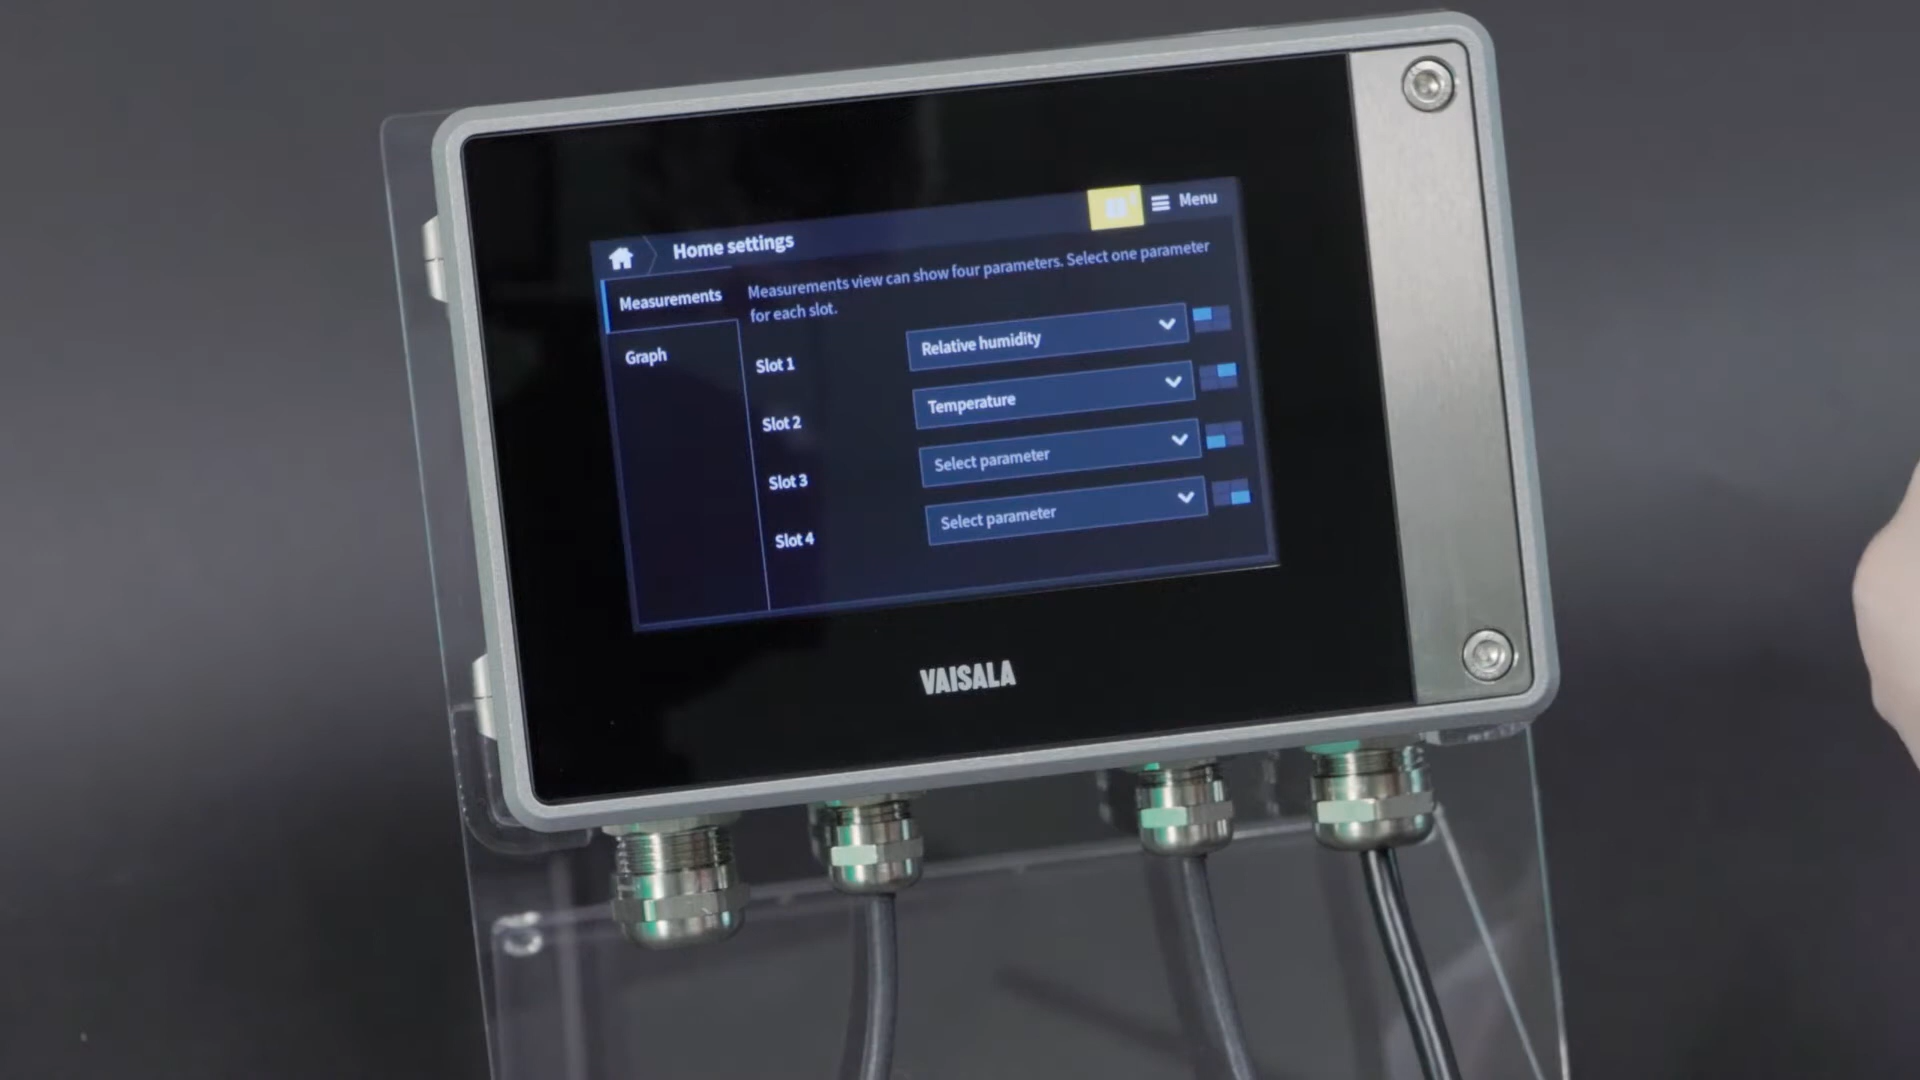 Home settings
Menu
Measurements
Graph
Measurements view can show four parameters. Select one parameter
for each slot.
Slot 1
Relative humidity
Slot 2
Temperature
Slot 3
Select parameter
Slot 4
Select parameter
VAISALA